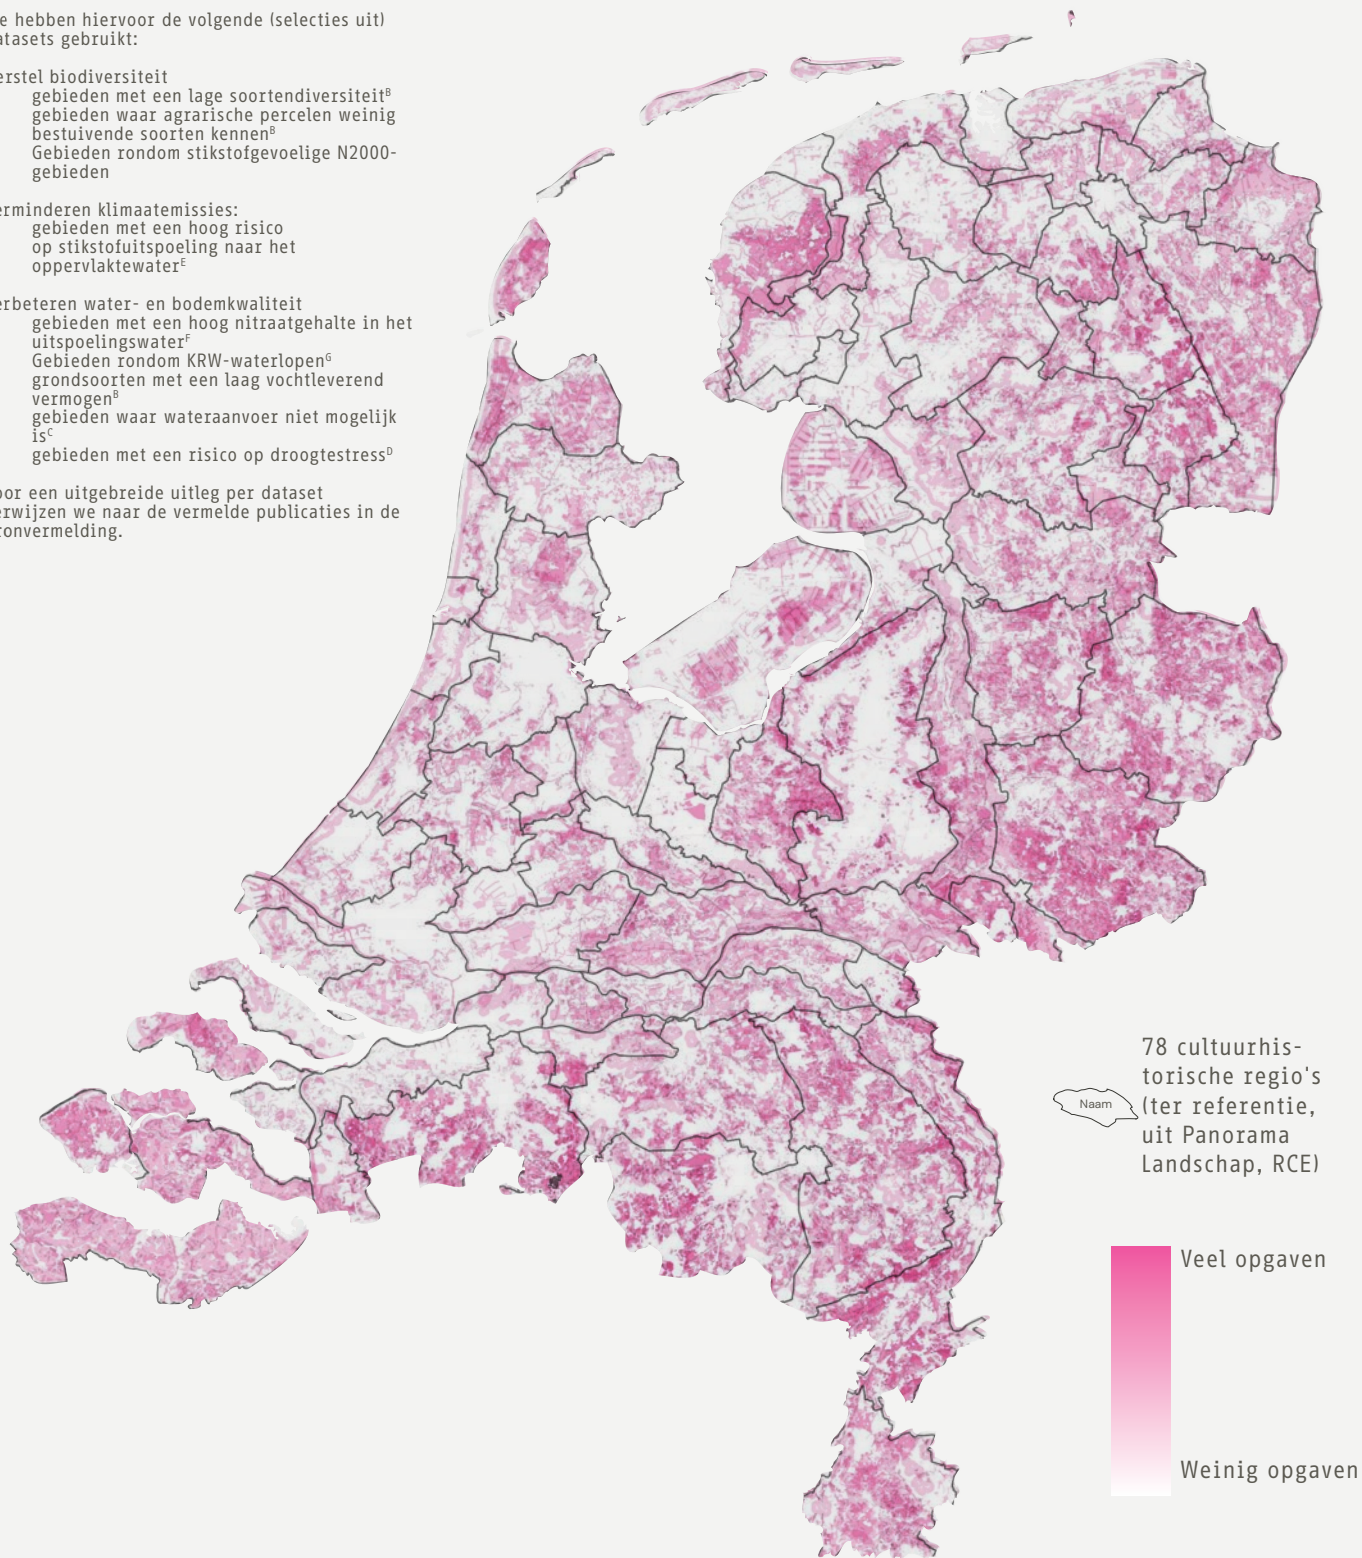 e hebben hiervoor de volgende (selecties uit)
atasets gebruikt:
erstel biodiversiteit
gebieden met een lage soortendiversiteitᴮ
gebieden waar agrarische percelen weinig
bestuivende soorten kennenᴮ
Gebieden rondom stikstofgevoelige N2000-
gebieden
erminderen klimaatemissies:
gebieden met een hoog risico
op stikstofuitspoeling naar het
oppervlaktewaterᴱ
erbeteren water- en bodemkwaliteit
gebieden met een hoog nitraatgehalte in het
uitspoelingswaterF
Gebieden rondom KRW-waterlopenᴳ
grondsoorten met een laag vochtleverend
vermogenᴮ
gebieden waar wateraanvoer niet mogelijk
isC
gebieden met een risico op droogtestressᴰ
oor een uitgebreide uitleg per dataset
erwijzen we naar de vermelde publicaties in de
ronvermelding.
78 cultuurhis-
torische regio's
(ter referentie,
uit Panorama
Landschap, RCE)
Naam
Veel opgaven
Weinig opgaven